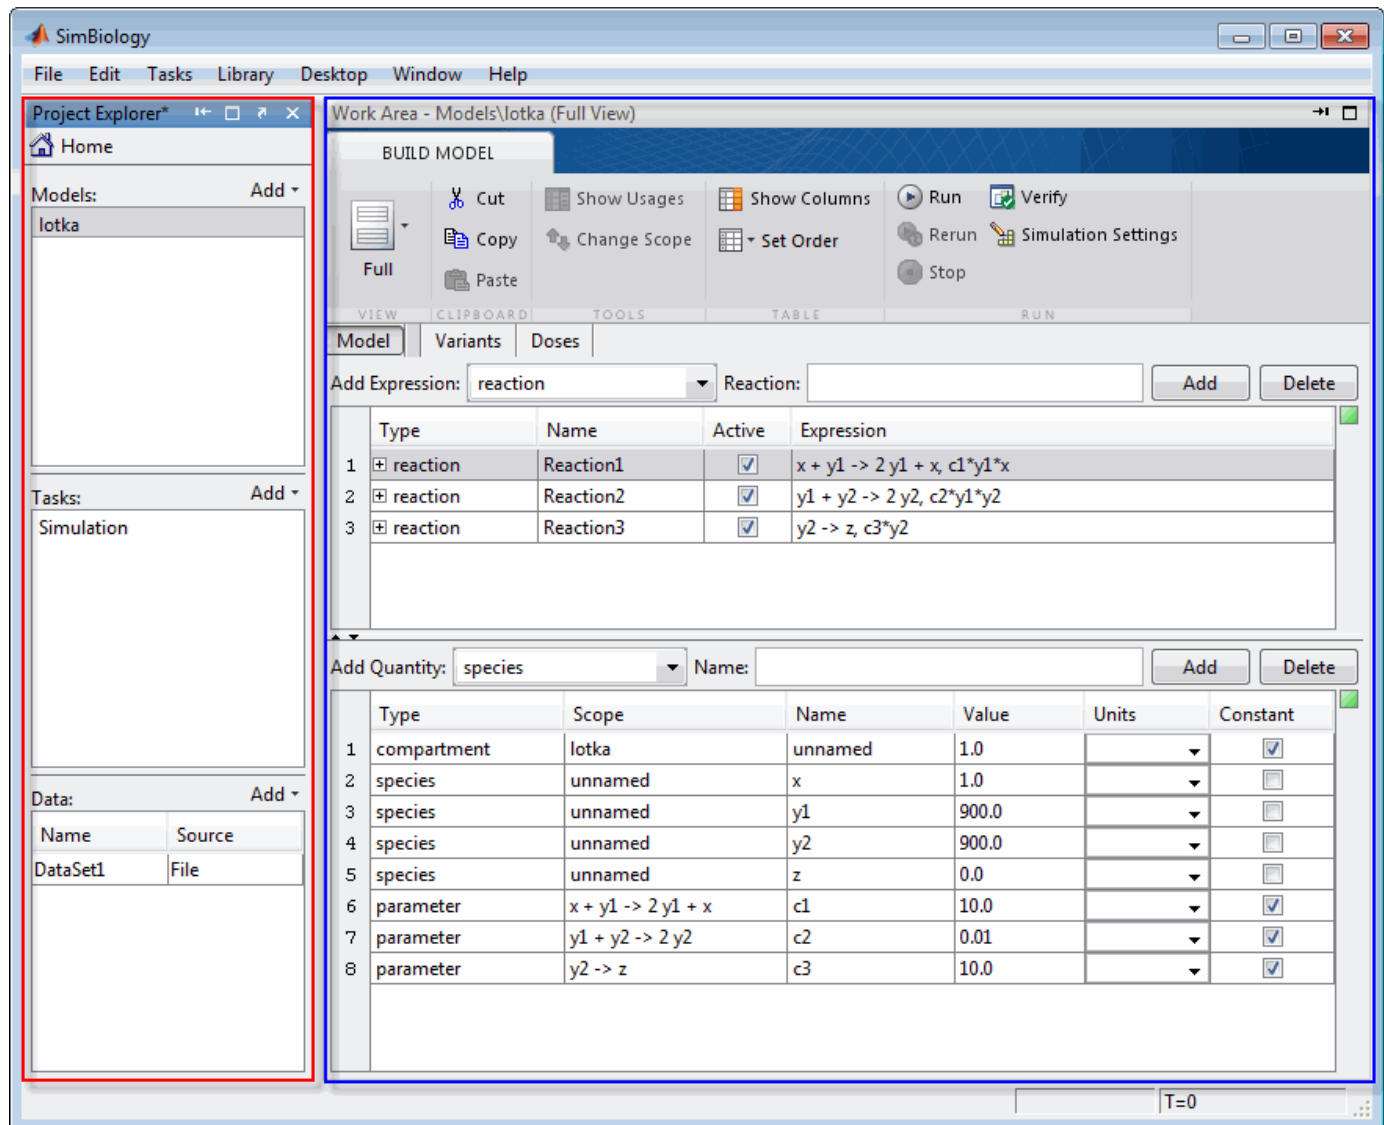 SimBiology
File Edit Tasks Library Desktop Window Help
Project Explorer*
Home
Models: Add
lotka
Tasks: Add
Simulation
Data: Add
Name Source
DataSet1 File
Work Area - Models\lotka (Full View)
BUILD MODEL
Full
VIEW
Cut
Copy
Paste
CLIPBOARD
Show Usages
Change Scope
TOOLS
Show Columns
Set Order
TABLE
Run Verify
Rerun Simulation Settings
Stop
RUN
Model Variants Doses
Add Expression: reaction Reaction: Add Delete
Type Name Active Expression
1 reaction Reaction1 x + y1 -> 2 y1 + x, c1*y1*x
2 reaction Reaction2 y1 + y2 -> 2 y2, c2*y1*y2
3 reaction Reaction3 y2 -> z, c3*y2
Add Quantity: species Name: Add Delete
Type Scope Name Value Units Constant
1 compartment lotka unnamed 1.0
2 species unnamed x 1.0
3 species unnamed y1 900.0
4 species unnamed y2 900.0
5 species unnamed z 0.0
6 parameter x + y1 -> 2 y1 + x c1 10.0
7 parameter y1 + y2 -> 2 y2 c2 0.01
8 parameter y2 -> z c3 10.0
T=0